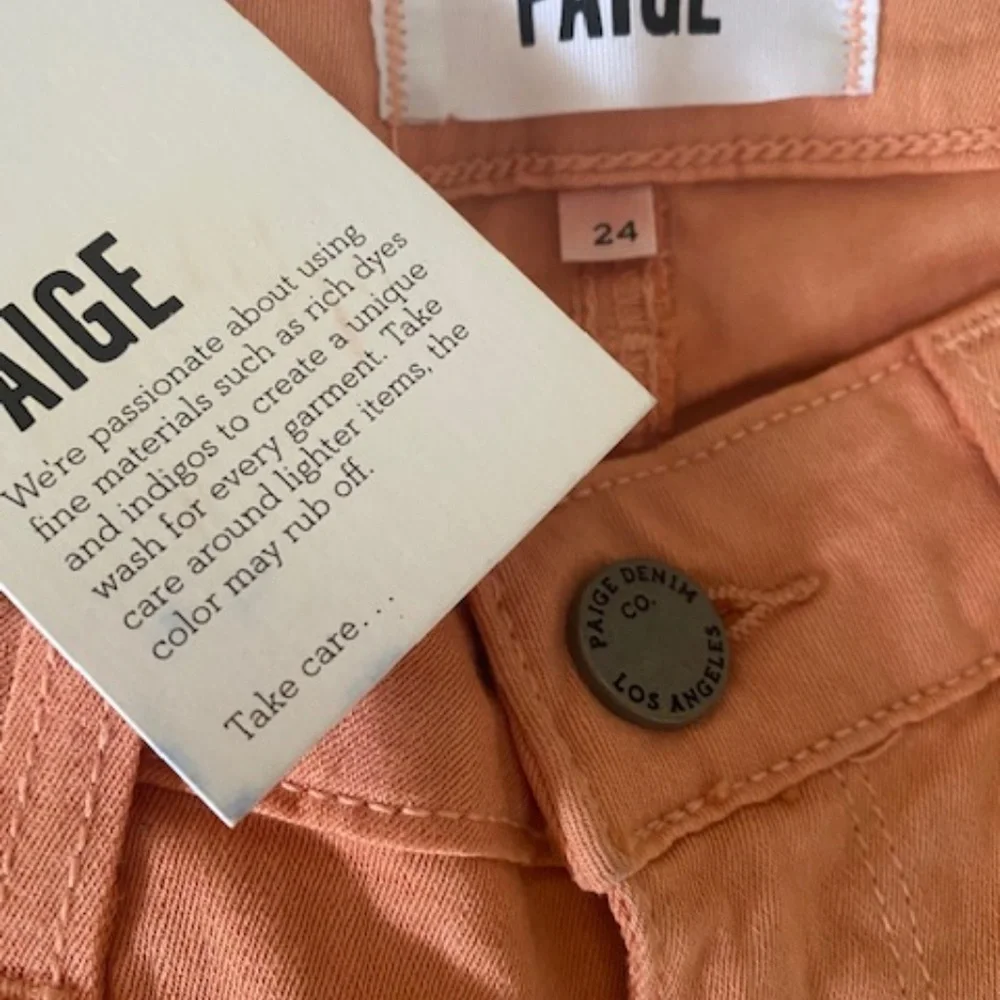 PAIGE
24
AIGE
We're passionate about using
fine materials such as rich dyes
and indigos to create a unique
wash for every garment. Take
care around lighter items, the
color may rub off.
Take care...
PAIGE DENIM
CO.
LOS ANGELES